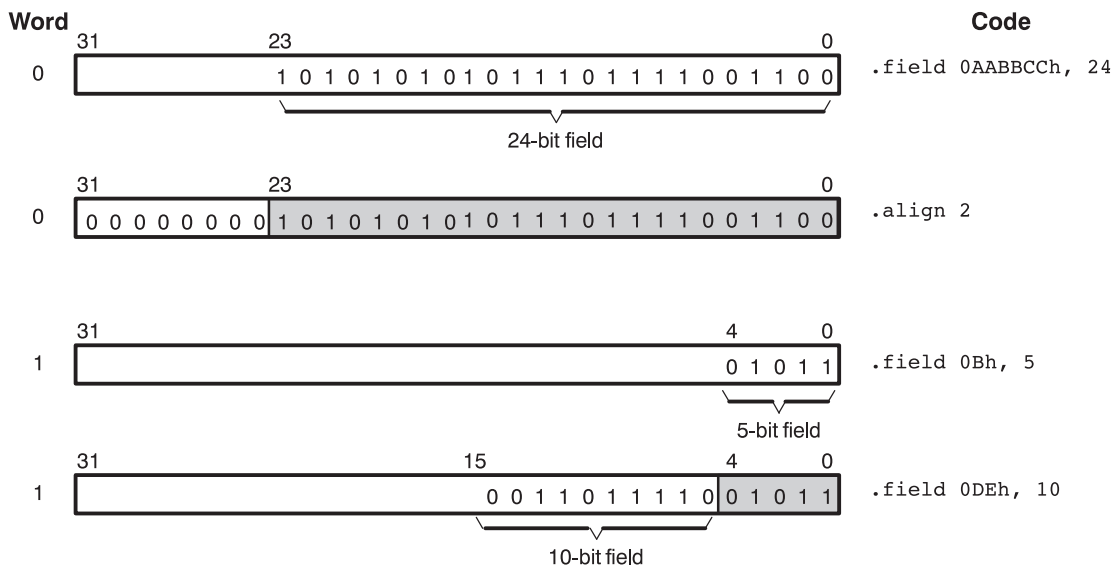 Word
Code
31 23 0
0 1 0 1 0 1 0 1 0 1 0 1 1 1 0 1 1 1 1 0 0 1 1 0 0 .field 0AABBCCh, 24
24-bit field
31 23 0
0 0 0 0 0 0 0 0 0 1 0 1 0 1 0 1 0 1 0 1 1 1 0 1 1 1 1 0 0 1 1 0 0 .align 2
31 4 0
1 0 1 0 1 1 .field 0Bh, 5
5-bit field
31 15 4 0
1 0 0 1 1 0 1 1 1 1 0 0 1 0 1 1 .field 0DEh, 10
10-bit field